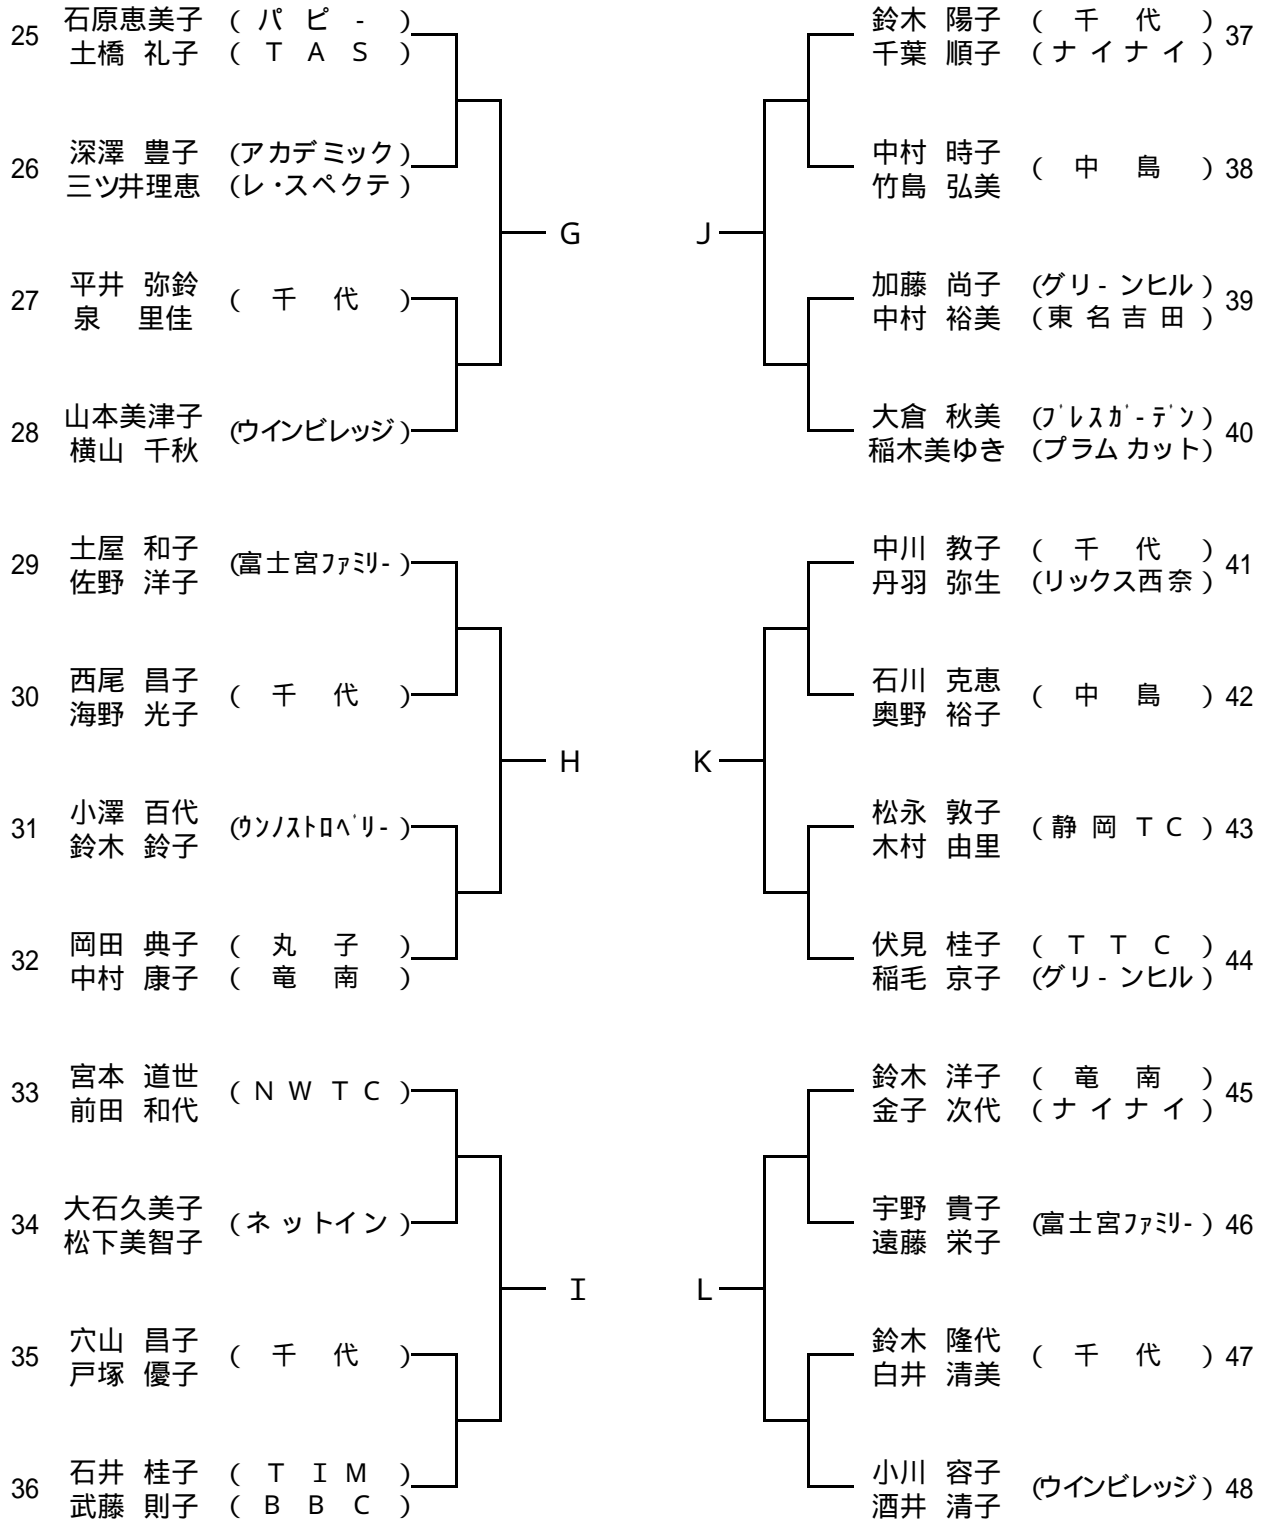 25 石原恵美子 ( パ ピ - )
土橋 礼子 ( T A S )
26 深澤 豊子 (アカデミック)
三ツ井理恵 (レ・スペクテ)
G
27 平井 弥鈴 ( 千 代 )
泉 里佳
28 山本美津子 (ウインビレッジ)
横山 千秋
29 土屋 和子 (富士宮ファミリ-)
佐野 洋子
30 西尾 昌子 ( 千 代 )
海野 光子
H
31 小澤 百代 (ウンノストロベリ-)
鈴木 鈴子
32 岡田 典子 ( 丸 子 )
中村 康子 ( 竜 南 )
33 宮本 道世 ( N W T C )
前田 和代
34 大石久美子 (ネットイン)
松下美智子
I
35 穴山 昌子 ( 千 代 )
戸塚 優子
36 石井 桂子 ( T I M )
武藤 則子 ( B B C )
鈴木 陽子 ( 千 代 ) 37
千葉 順子 (ナイナイ)
中村 時子 ( 中 島 ) 38
竹島 弘美
J
加藤 尚子 (グリ-ンヒル) 39
中村 裕美 (東名吉田)
大倉 秋美 (ブレスガ-デン) 40
稲木美ゆき (プラムカット)
中川 教子 ( 千 代 ) 41
丹羽 弥生 (リックス西奈)
石川 克恵 ( 中 島 ) 42
奥野 裕子
K
松永 敦子 (静岡TC) 43
木村 由里
伏見 桂子 ( T T C ) 44
稲毛 京子 (グリ-ンヒル)
鈴木 洋子 ( 竜 南 ) 45
金子 次代 (ナイナイ)
宇野 貴子 (富士宮ファミリ-) 46
遠藤 栄子
L
鈴木 隆代 ( 千 代 ) 47
白井 清美
小川 容子 (ウインビレッジ) 48
酒井 清子